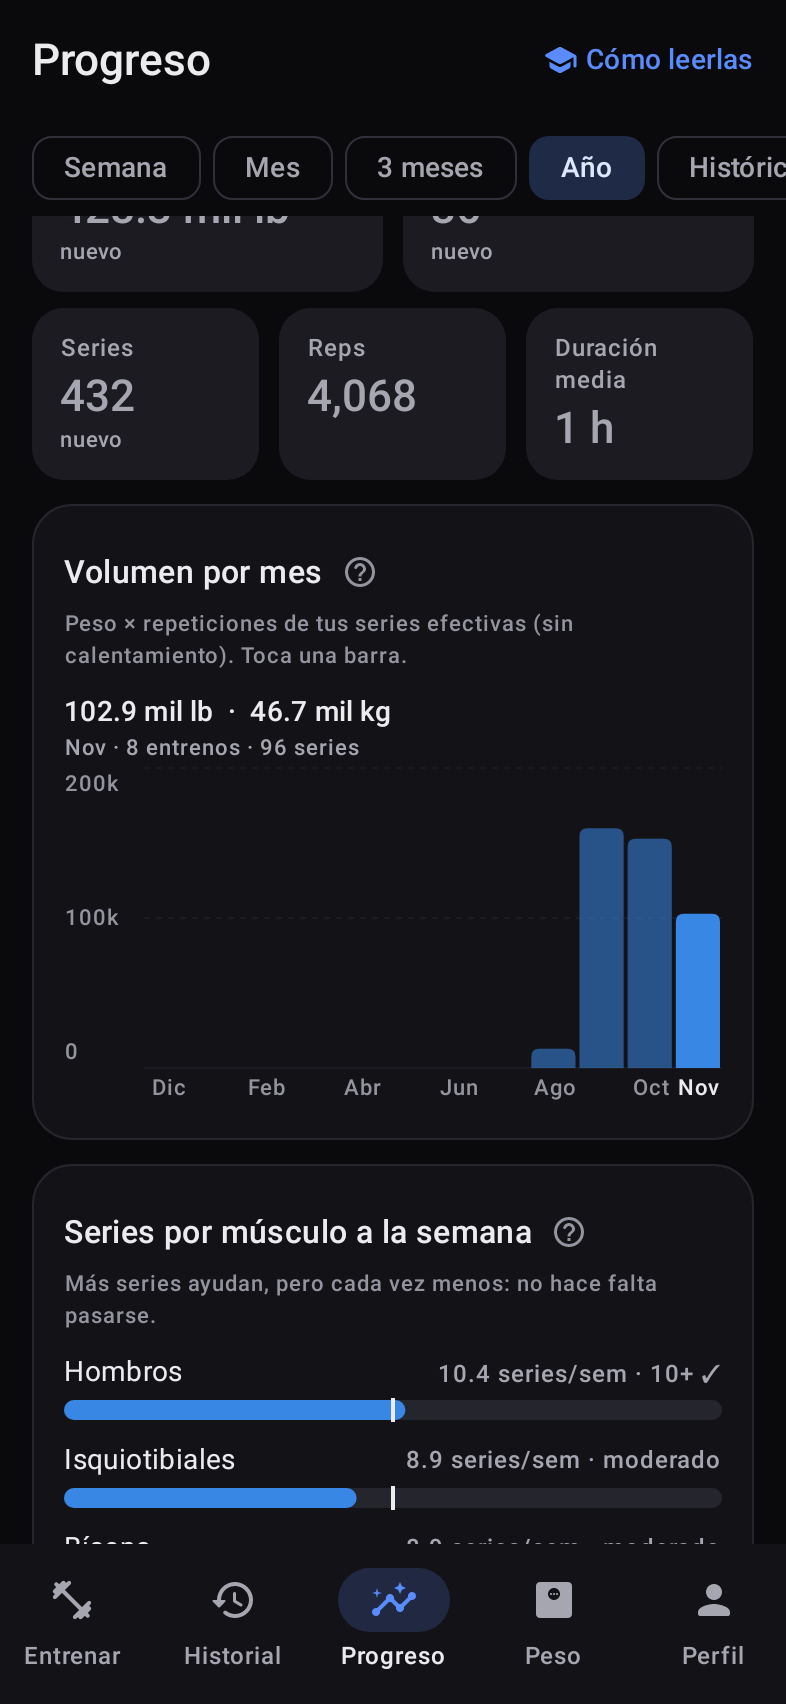 Progreso
Cómo leerlas
Semana
Mes
3 meses
Año
Históric
nuevo
nuevo
Series
432
nuevo
Reps
4,068
Duración
media
1 h
Volumen por mes
Peso × repeticiones de tus series efectivas (sin
calentamiento). Toca una barra.
102.9 mil lb · 46.7 mil kg
Nov · 8 entrenos · 96 series
200k
100k
0
Dic
Feb
Abr
Jun
Ago
Oct
Nov
Series por músculo a la semana
Más series ayudan, pero cada vez menos: no hace falta
pasarse.
Hombros
10.4 series/sem · 10+ ✓
Isquiotibiales
8.9 series/sem · moderado
Entrenar
Historial
Progreso
Peso
Perfil